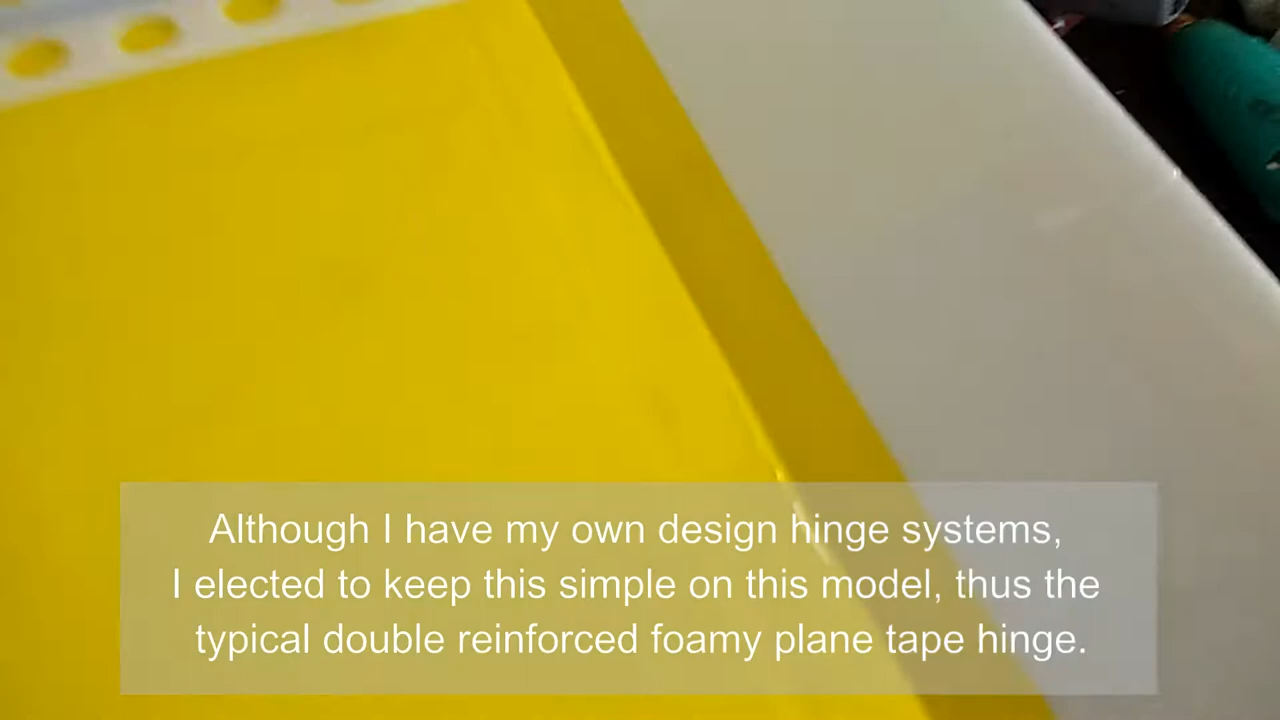 Although I have my own design hinge systems,
I elected to keep this simple on this model, thus the
typical double reinforced foamy plane tape hinge.